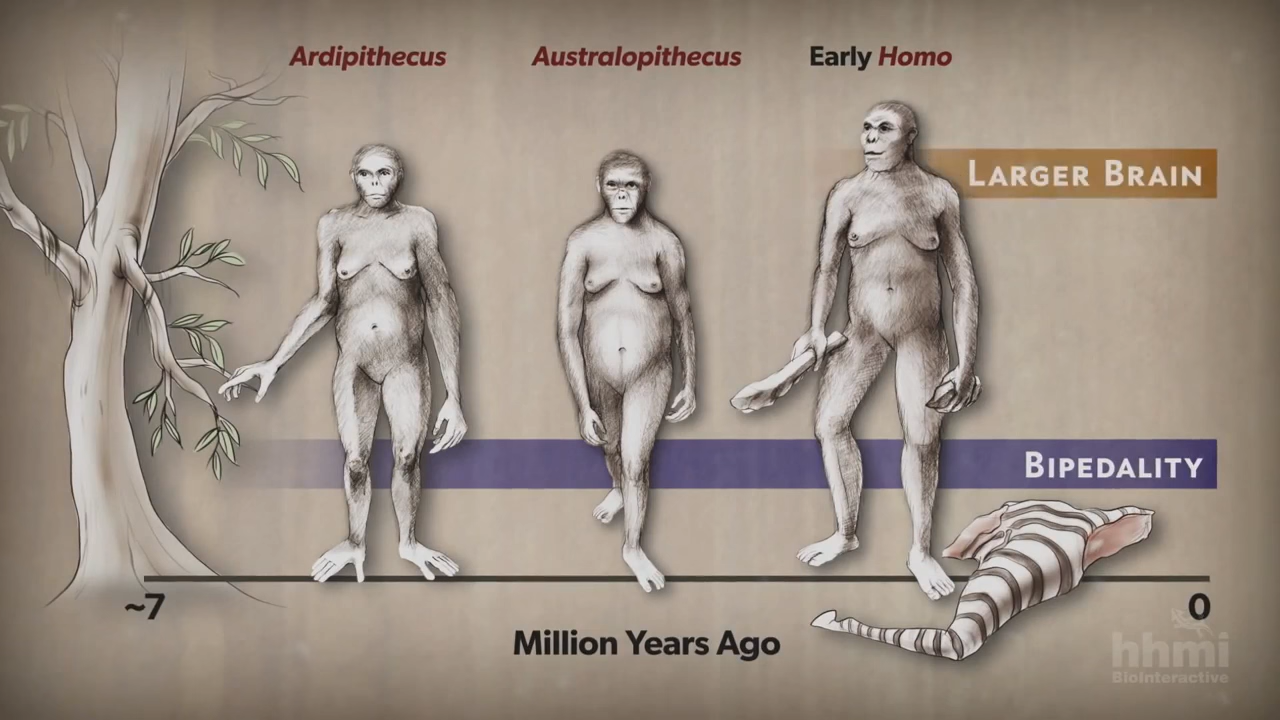 Ardipithecus
Australopithecus
Early Homo
LARGER BRAIN
BIPEDALITY
~7
0
Million Years Ago
hhmi
BioInteractive